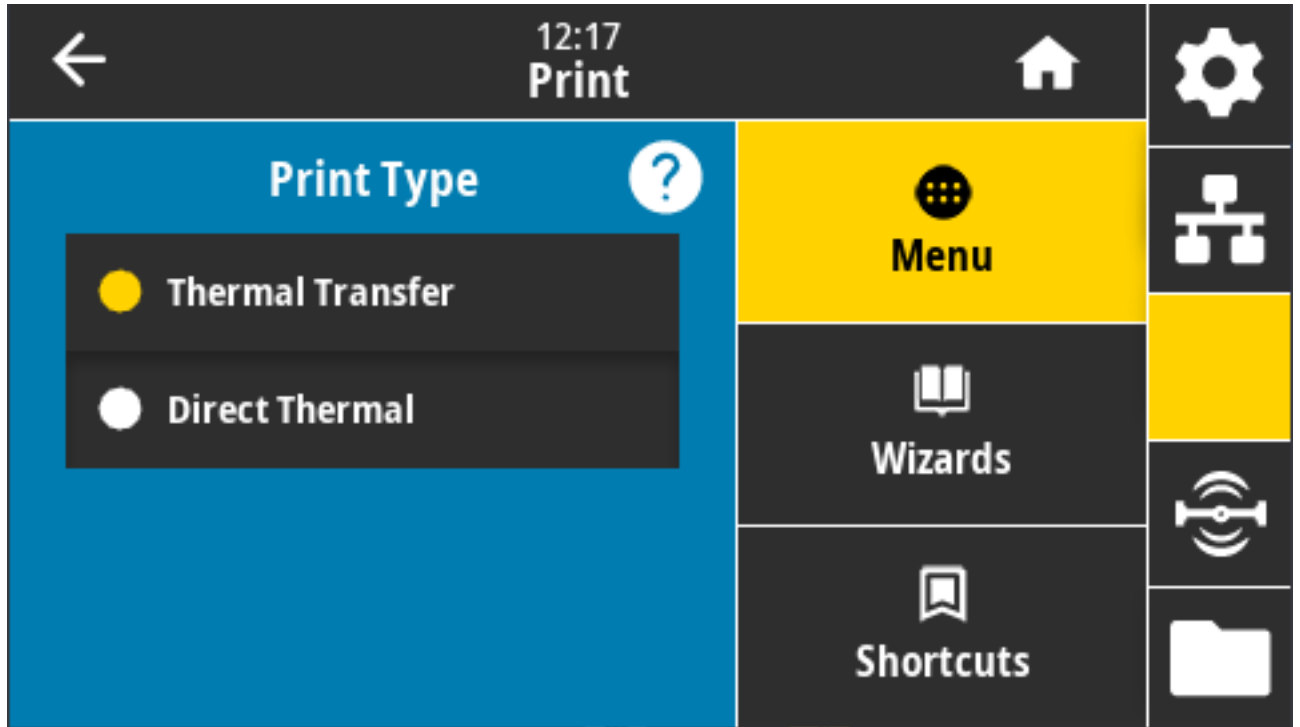 12:17
Print
Print Type
?
Thermal Transfer
Direct Thermal
Menu
Wizards
Shortcuts